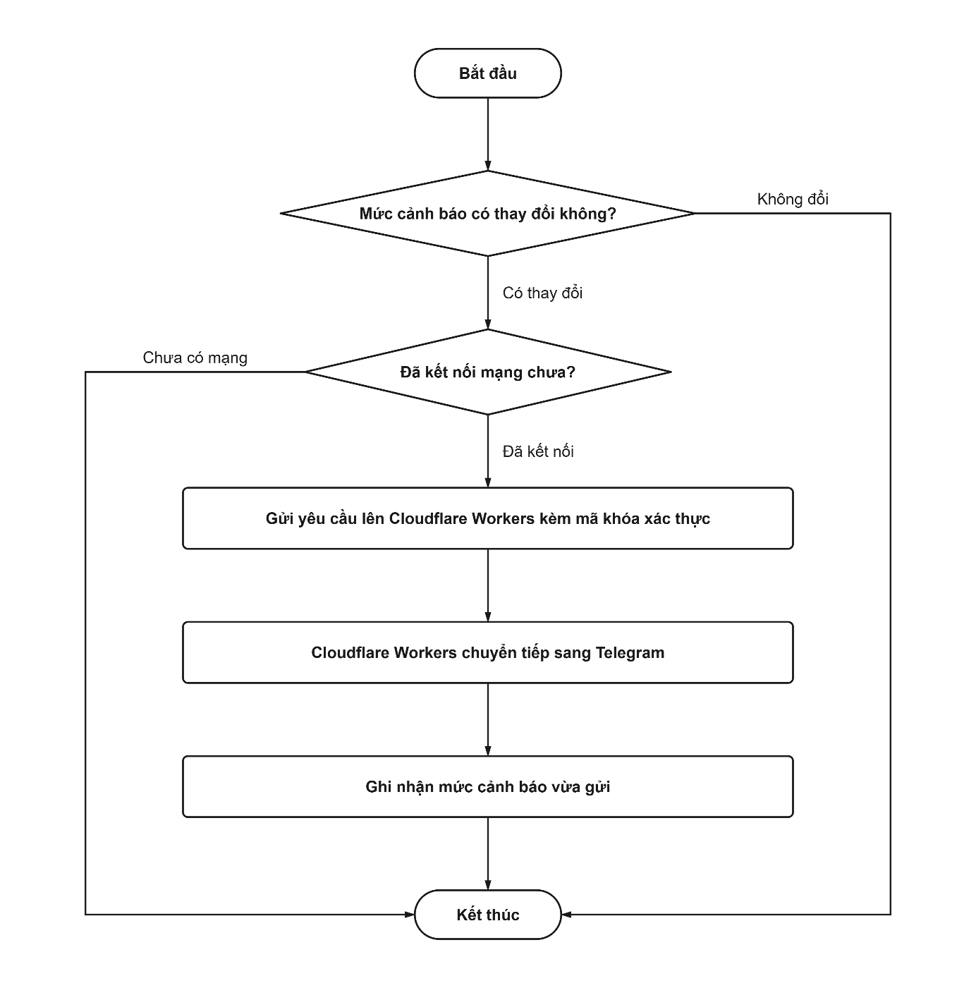 Bắt đầu
Mức cảnh báo có thay đổi không?
Không đổi
Có thay đổi
Chưa có mạng
Đã kết nối mạng chưa?
Đã kết nối
Gửi yêu cầu lên Cloudflare Workers kèm mã khóa xác thực
Cloudflare Workers chuyển tiếp sang Telegram
Ghi nhận mức cảnh báo vừa gửi
Kết thúc